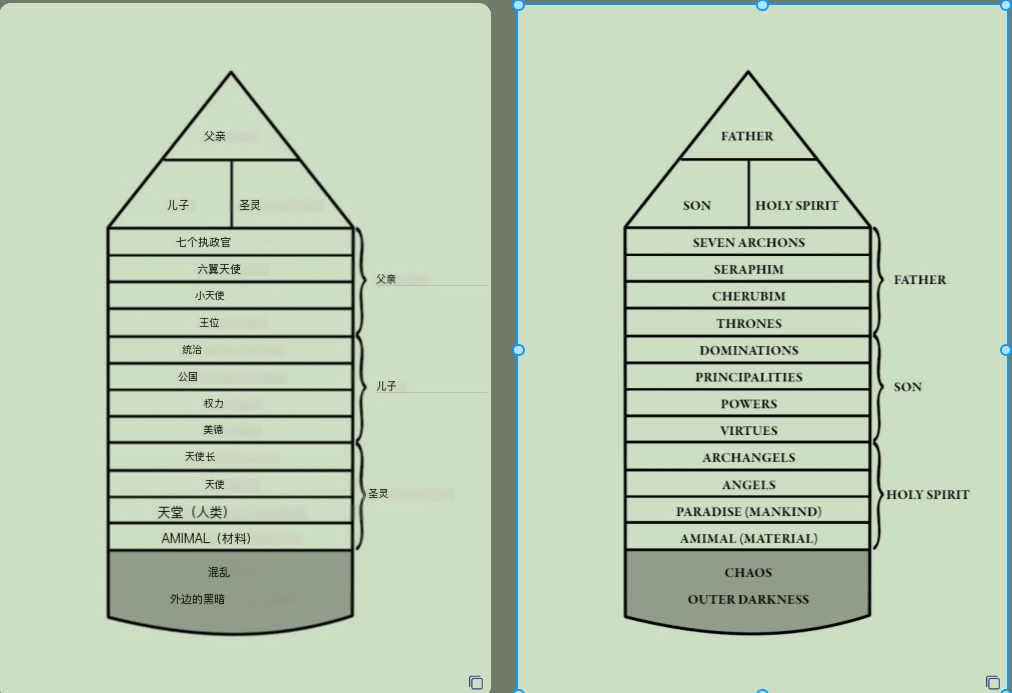 父亲
儿子
圣灵
七个执政官
六翼天使
小天使
王位
父亲
统治
公国
权力
美德
儿子
天使长
天使
天堂（人类）
AMIMAL（材料）
圣灵
混乱
外边的黑暗
FATHER
SON
HOLY SPIRIT
SEVEN ARCHONS
SERAPHIM
CHERUBIM
THRONES
FATHER
DOMINATIONS
PRINCIPALITIES
POWERS
VIRTUES
SON
ARCHANGELS
ANGELS
PARADISE (MANKIND)
AMIMAL (MATERIAL)
HOLY SPIRIT
CHAOS
OUTER DARKNESS